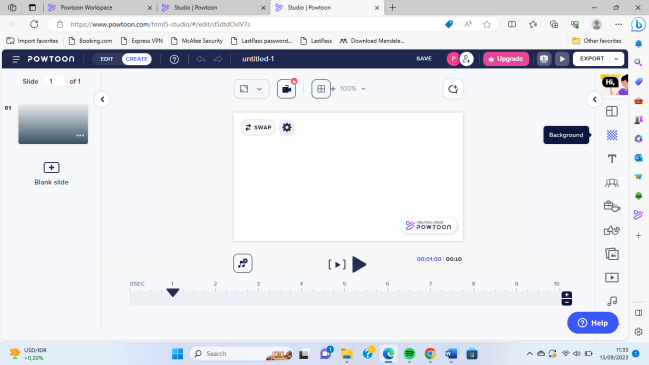 Powtoon Workspace
Studio | Powtoon
Studio | Powtoon
https://www.powtoon.com/html5-studio/#/edit/dSdtdOvlV7s
Import favorites
Booking.com
Express VPN
McAfee Security
LastPass password...
LastPass
Download Mendele...
Other favorites
POWTOON
EDIT
CREATE
untitled-1
SAVE
P
Upgrade
EXPORT
Slide 1 of 1
100%
Hi,
01
SWAP
Background
Blank slide
CREATED USING
POWTOON
00:01:00 00:10
0SEC 1 2 3 4 5 6 7 8 9 10
Help
USD/IDR
+0,20%
Search
11:33
13/09/2023